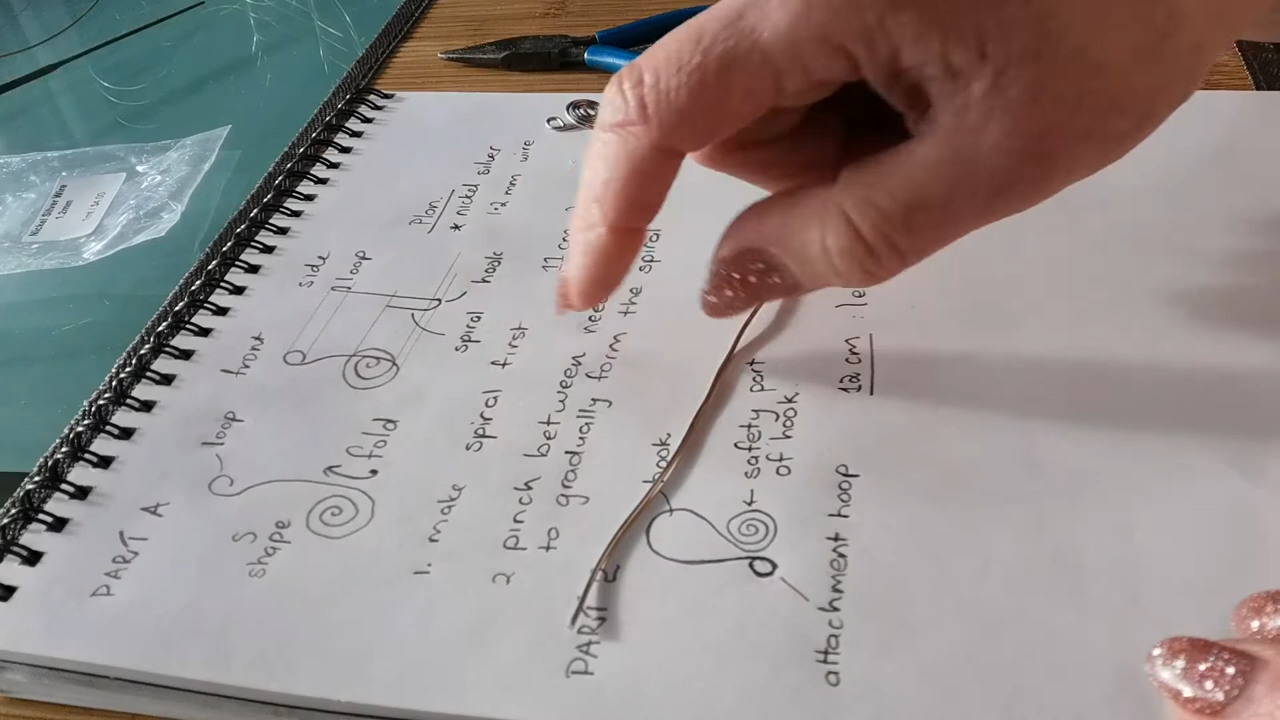 PART A
S
shape
loop
front
side
loop
fold
spiral
hook
Plan.
* nickel silver
1.2 mm wire
1. make spiral first
11 cm
2 pinch between
to gradually form the spiral
PART
hook
← safety part
of hook.
attachment hoop
12 cm :
Nickel Silver Wire
1.2mm